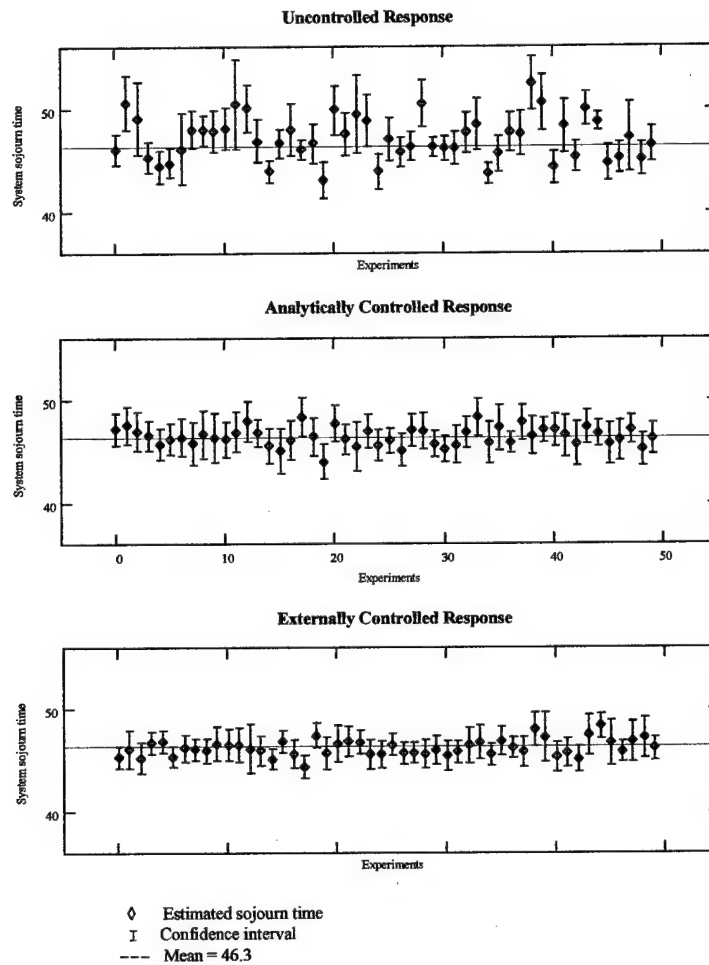 Uncontrolled Response
System sojourn time
50
40
Experiments
Analytically Controlled Response
System sojourn time
50
40
0 10 20 30 40 50
Experiments
Externally Controlled Response
System sojourn time
50
40
Experiments
Estimated sojourn time
Confidence interval
Mean = 46.3